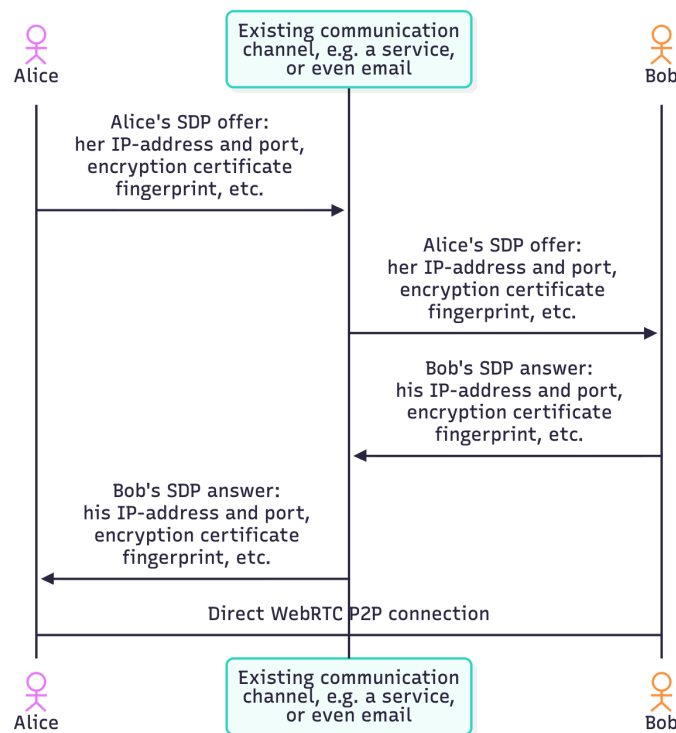 Existing communication
channel, e.g. a service,
or even email
Alice
Bob
Alice's SDP offer:
her IP-address and port,
encryption certificate
fingerprint, etc.
Alice's SDP offer:
her IP-address and port,
encryption certificate
fingerprint, etc.
Bob's SDP answer:
his IP-address and port,
encryption certificate
fingerprint, etc.
Bob's SDP answer:
his IP-address and port,
encryption certificate
fingerprint, etc.
Direct WebRTC P2P connection
Existing communication
channel, e.g. a service,
or even email
Alice
Bob